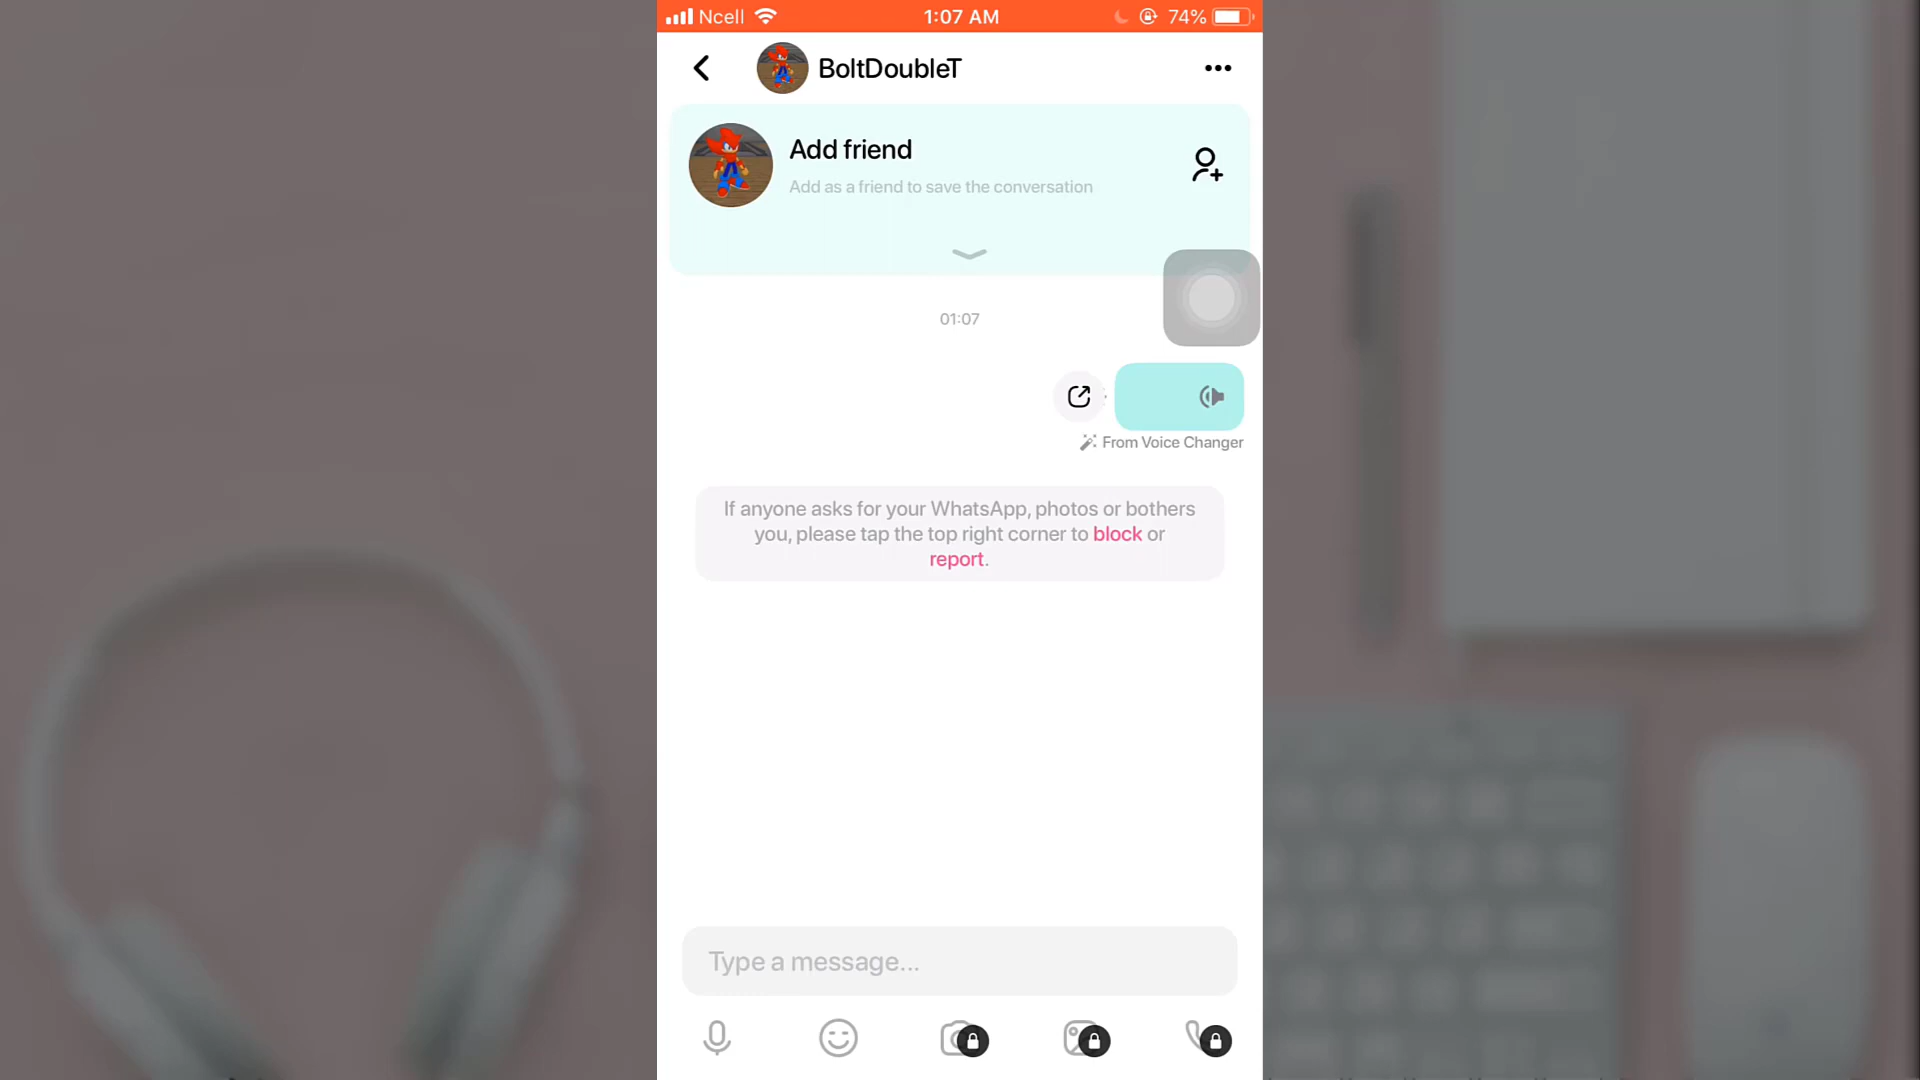 Ncell 1:07 AM 74%
BoltDoubleT
Add friend
Add as a friend to save the conversation
01:07
From Voice Changer
If anyone asks for your WhatsApp, photos or bothers
you, please tap the top right corner to block or
report.
Type a message...